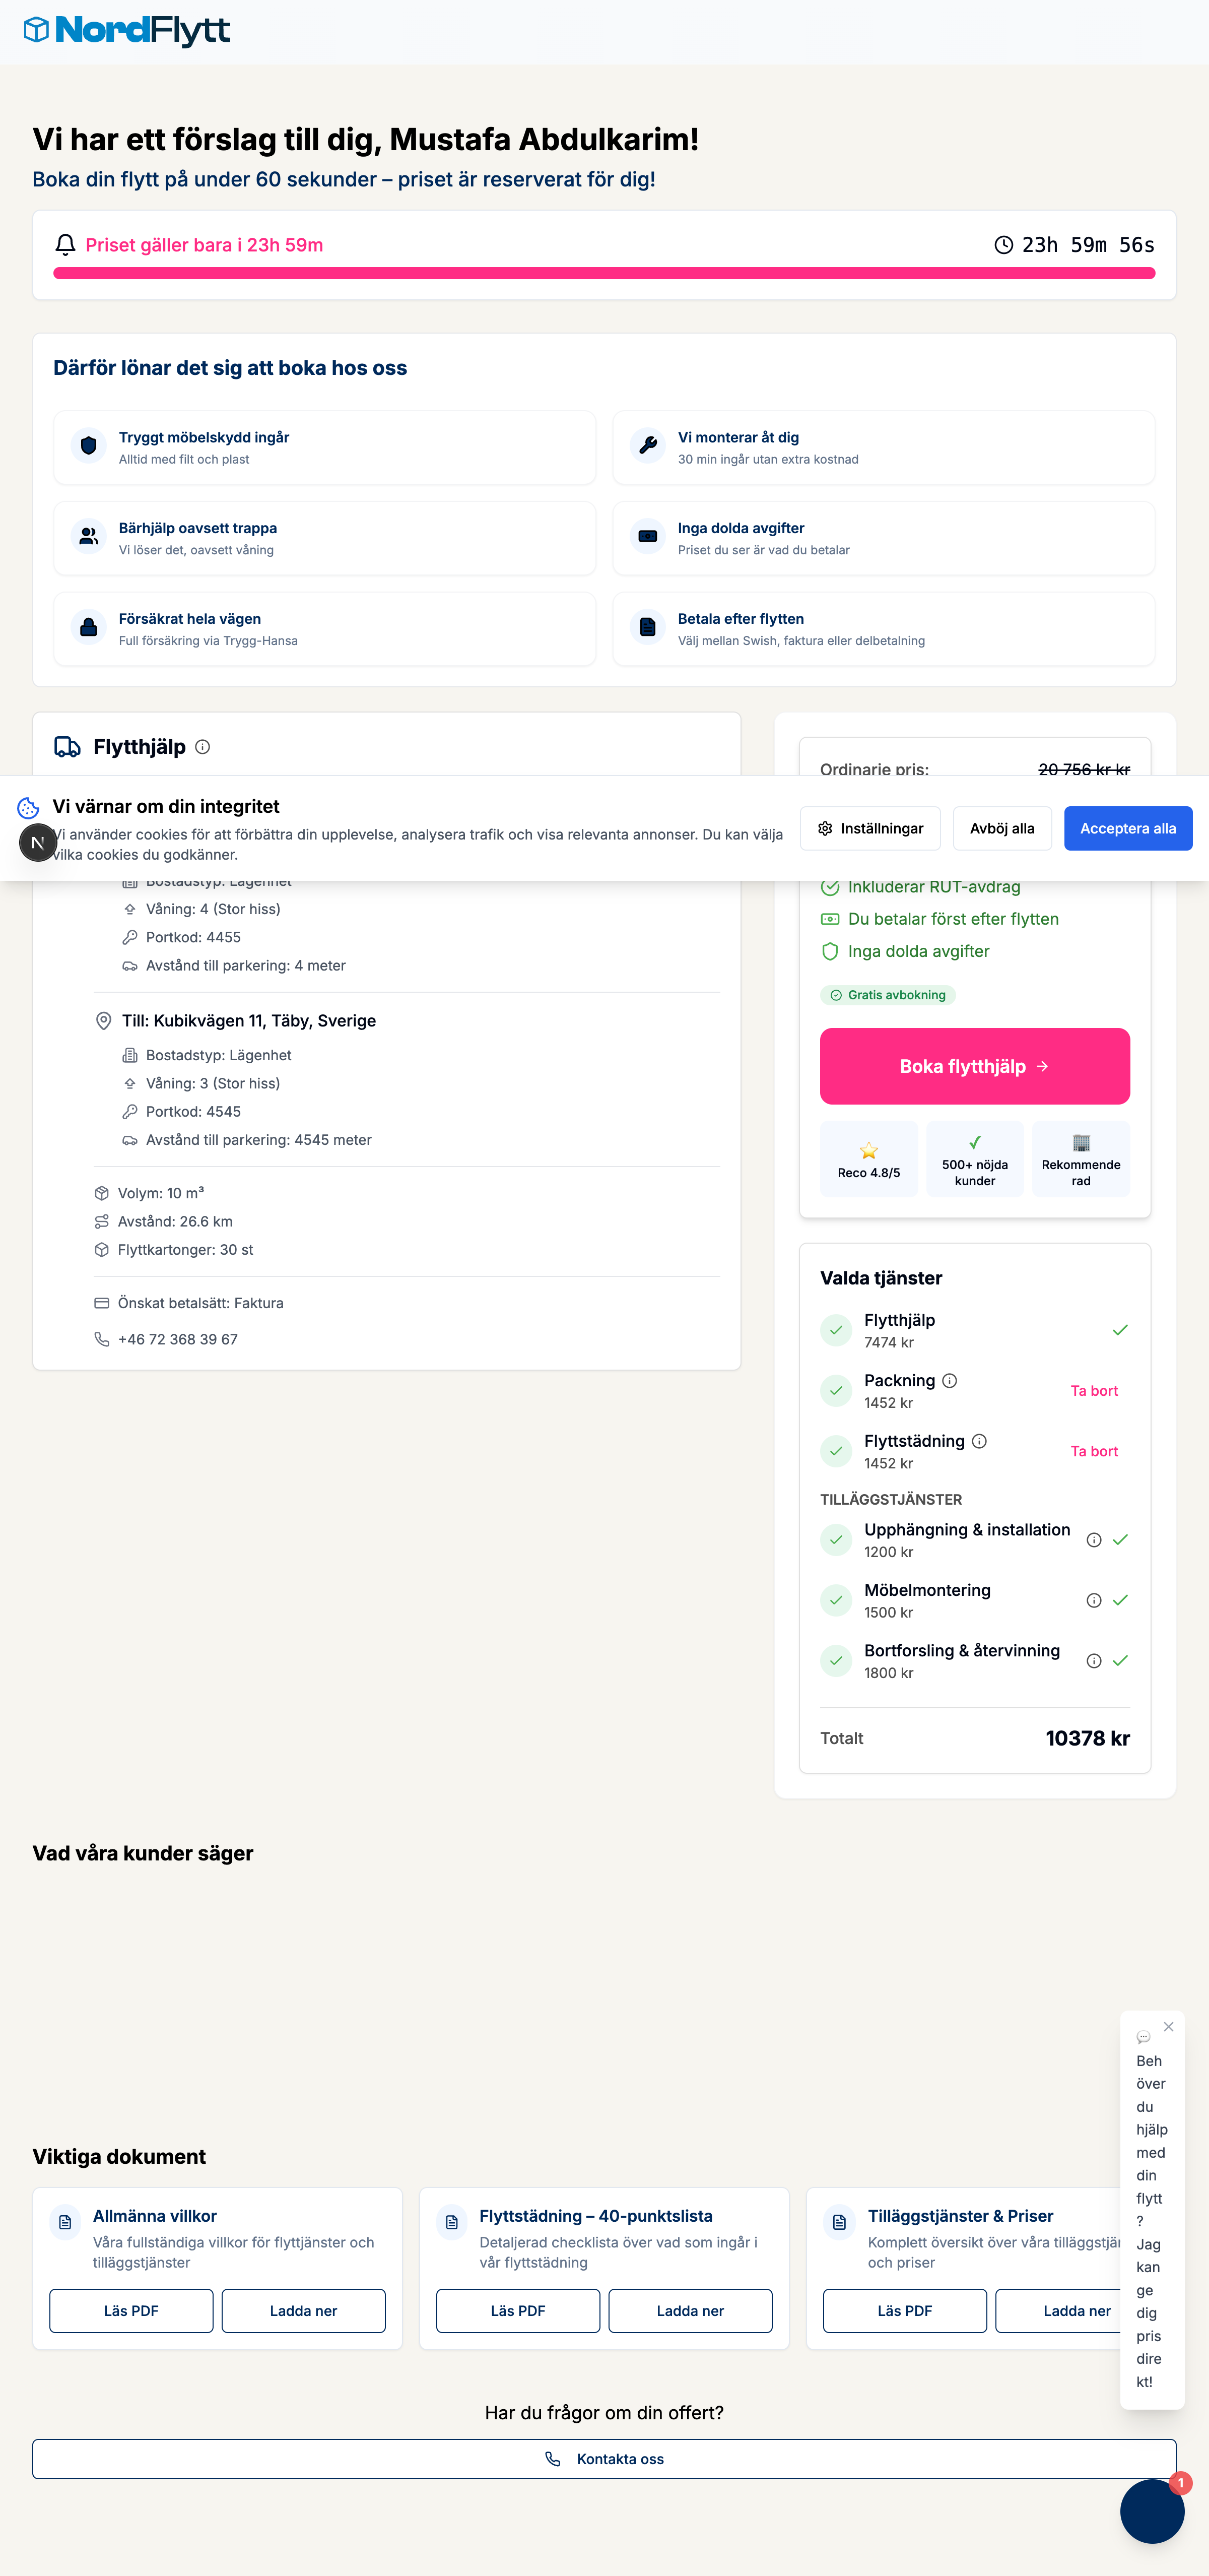 NordFlytt
Vi har ett förslag till dig, Mustafa Abdulkarim!
Boka din flytt på under 60 sekunder – priset är reserverat för dig!
Priset gäller bara i 23h 59m
23h 59m 56s
Därför lönar det sig att boka hos oss
Tryggt möbelskydd ingår
Alltid med filt och plast
Vi monterar åt dig
30 min ingår utan extra kostnad
Bärhjälp oavsett trappa
Vi löser det, oavsett våning
Inga dolda avgifter
Priset du ser är vad du betalar
Försäkrat hela vägen
Full försäkring via Trygg-Hansa
Betala efter flytten
Välj mellan Swish, faktura eller delbetalning
Flytthjälp
Ordinarie pris:
20 756 kr kr
Vi värnar om din integritet
Vi använder cookies för att förbättra din upplevelse, analysera trafik och visa relevanta annonser. Du kan välja
vilka cookies du godkänner.
N
Inställningar
Avböj alla
Acceptera alla
Bostadstyp: Lägenhet
Våning: 4 (Stor hiss)
Portkod: 4455
Avstånd till parkering: 4 meter
Till: Kubikvägen 11, Täby, Sverige
Bostadstyp: Lägenhet
Våning: 3 (Stor hiss)
Portkod: 4545
Avstånd till parkering: 4545 meter
Volym: 10 m³
Avstånd: 26.6 km
Flyttkartonger: 30 st
Önskat betalsätt: Faktura
+46 72 368 39 67
Inkluderar RUT-avdrag
Du betalar först efter flytten
Inga dolda avgifter
Gratis avbokning
Boka flytthjälp
Reco 4.8/5
500+ nöjda
kunder
Rekommende
rad
Valda tjänster
Flytthjälp
7474 kr
Packning
1452 kr
Ta bort
Flyttstädning
1452 kr
Ta bort
TILLÄGGSTJÄNSTER
Upphängning & installation
1200 kr
Möbelmontering
1500 kr
Bortforsling & återvinning
1800 kr
Totalt
10378 kr
Vad våra kunder säger
Beh
över
du
hjälp
med
din
flytt
?
Jag
kan
ge
dig
pris
dire
kt!
Viktiga dokument
Allmänna villkor
Våra fullständiga villkor för flyttjänster och
tilläggstjänster
Läs PDF
Ladda ner
Flyttstädning – 40-punktslista
Detaljerad checklista över vad som ingår i
vår flyttstädning
Läs PDF
Ladda ner
Tilläggstjänster & Priser
Komplett översikt över våra tilläggstjän
och priser
Läs PDF
Ladda ner
Har du frågor om din offert?
Kontakta oss
1